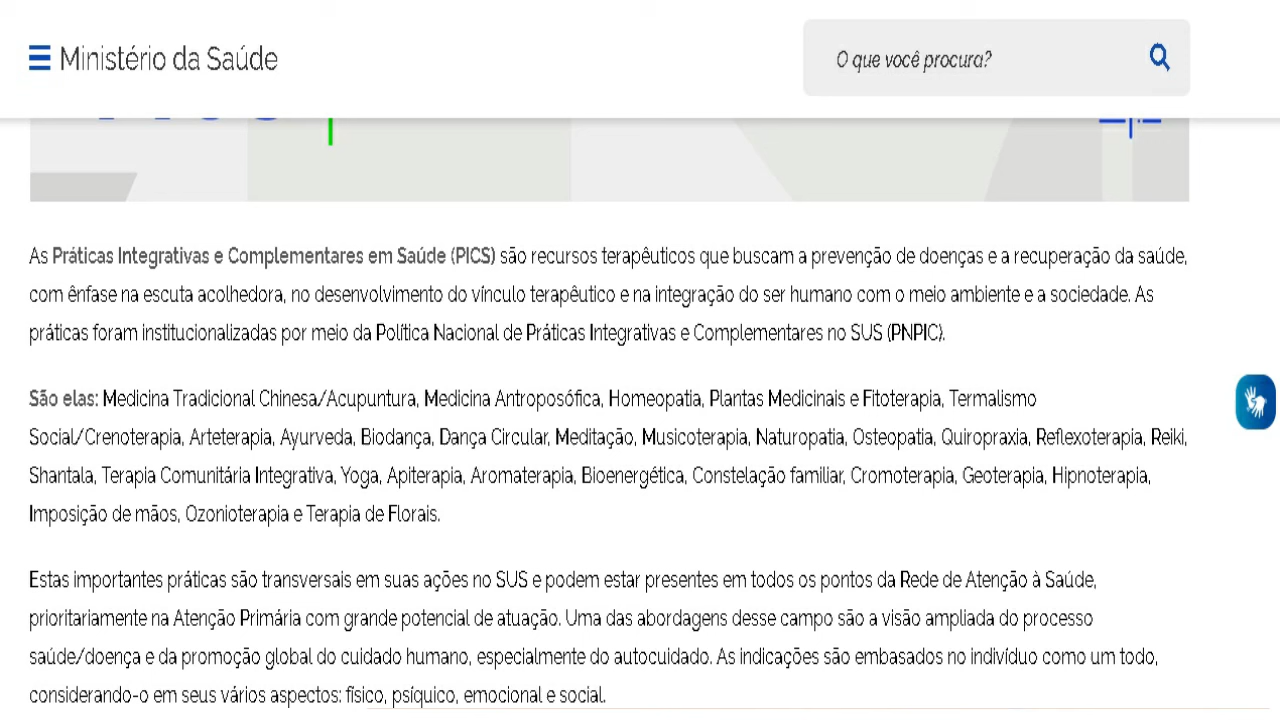 Ministério da Saúde
O que você procura?
As Práticas Integrativas e Complementares em Saúde (PICS) são recursos terapêuticos que buscam a prevenção de doenças e a recuperação da saúde,
com ênfase na escuta acolhedora, no desenvolvimento do vínculo terapêutico e na integração do ser humano com o meio ambiente e a sociedade. As
práticas foram institucionalizadas por meio da Política Nacional de Práticas Integrativas e Complementares no SUS (PNPIC).
São elas: Medicina Tradicional Chinesa/Acupuntura, Medicina Antroposófica, Homeopatia, Plantas Medicinais e Fitoterapia, Termalismo
Social/Crenoterapia, Arteterapia, Ayurveda, Biodança, Dança Circular, Meditação, Musicoterapia, Naturopatia, Osteopatia, Quiropraxia, Reflexoterapia, Reiki,
Shantala, Terapia Comunitária Integrativa, Yoga, Apiterapia, Aromaterapia, Bioenergética, Constelação familiar, Cromoterapia, Geoterapia, Hipnoterapia,
Imposição de mãos, Ozonioterapia e Terapia de Florais.
Estas importantes práticas são transversais em suas ações no SUS e podem estar presentes em todos os pontos da Rede de Atenção à Saúde,
prioritariamente na Atenção Primária com grande potencial de atuação. Uma das abordagens desse campo são a visão ampliada do processo
saúde/doença e da promoção global do cuidado humano, especialmente do autocuidado. As indicações são embasados no indivíduo como um todo,
considerando-o em seus vários aspectos: físico, psíquico, emocional e social.